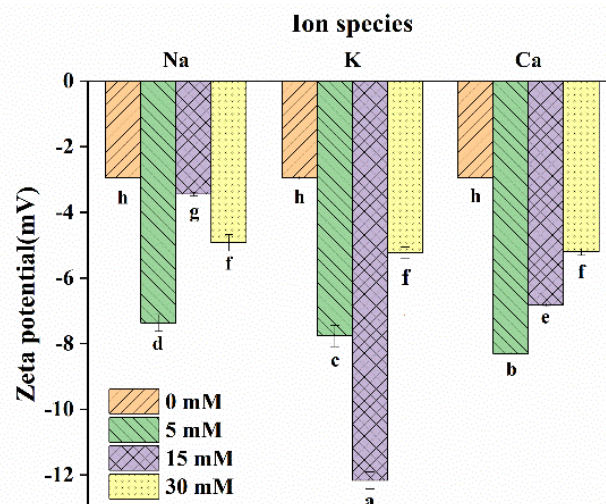 Ion species
Na K Ca
0
-2
-4
-6
-8
-10
-12
Zeta potential(mV)
h d g f
h c a f
h b e f
0 mM
5 mM
15 mM
30 mM